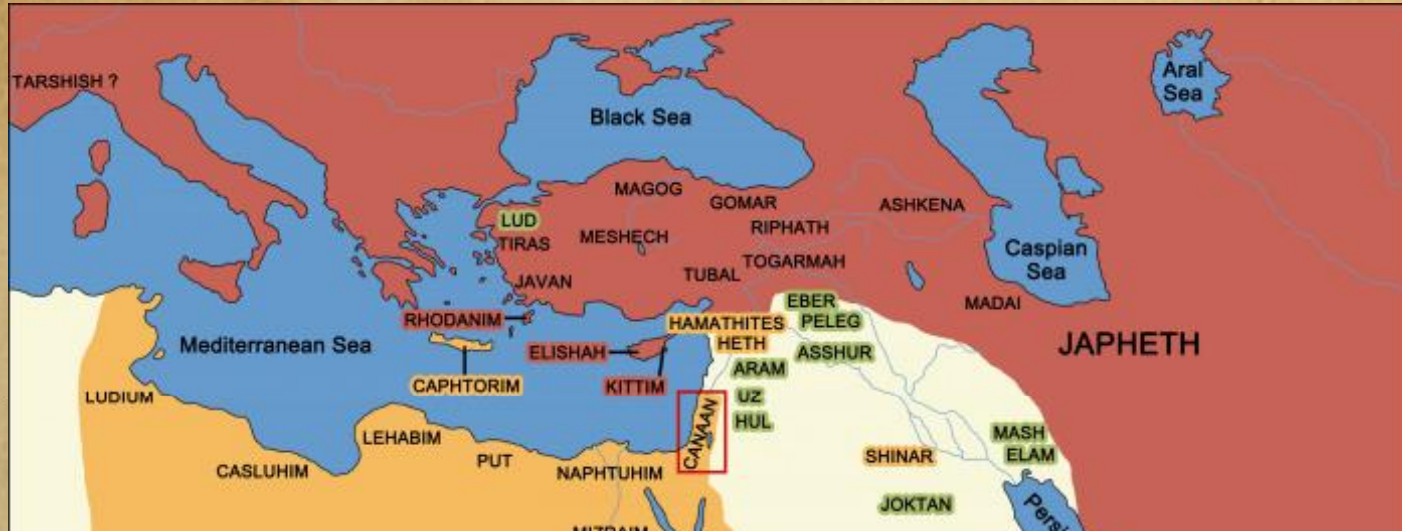 TARSHISH ?
Aral
Sea
Black Sea
MAGOG
GOMAR
ASHKENA
LUD
TIRAS
MESHECH
RIPHATH
Caspian
Sea
JAVAN
TUBAL
TOGARMAH
MADAI
EBER
PELEG
RHODANIM
HAMATHITES
HETH
Mediterranean Sea
ELISHAH
ASSHUR
JAPHETH
CAPHTORIM
KITTIM
ARAM
LUDIUM
UZ
HUL
CANAAN
LEHABIM
MASH
ELAM
CASLUHIM
PUT
NAPHTUHIM
SHINAR
JOKTAN